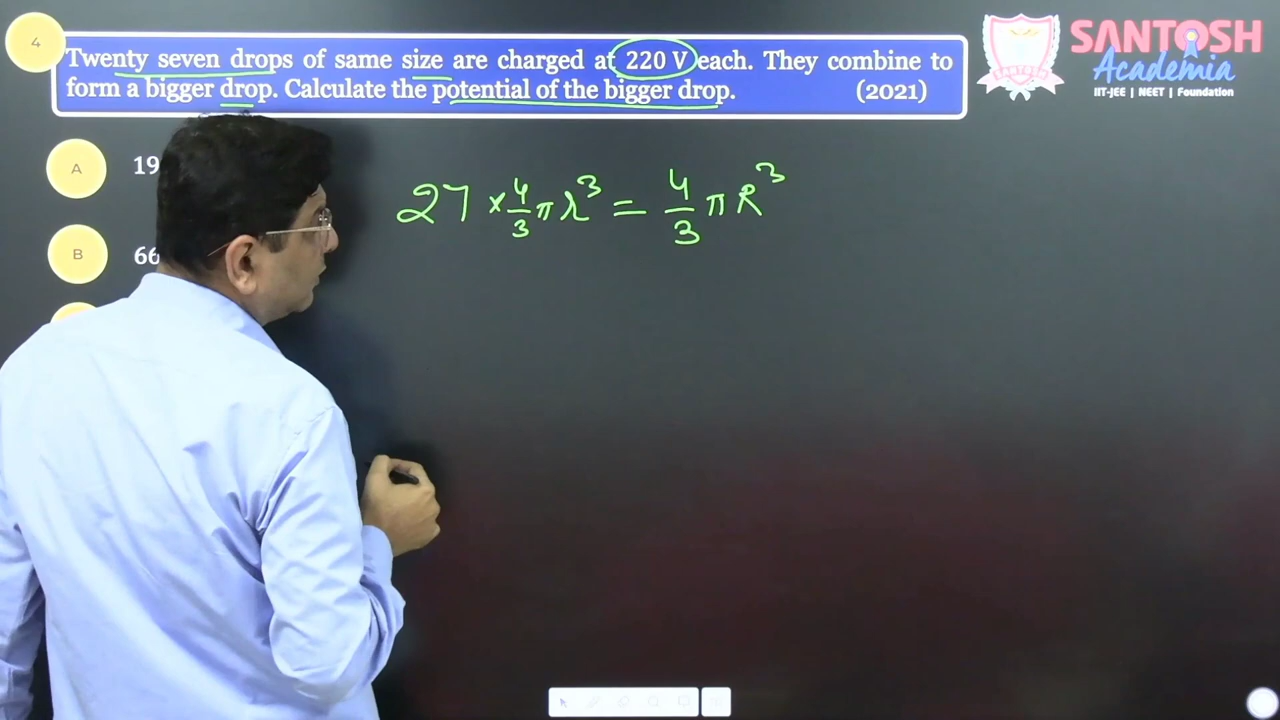 4
Twenty seven drops of same size are charged at 220 V each. They combine to
form a bigger drop. Calculate the potential of the bigger drop. (2021)
SANTOSH
Academia
IIT-JEE | NEET | Foundation
SANTOSH
A
B
27 × 4/3 π r³ = 4/3 π R³